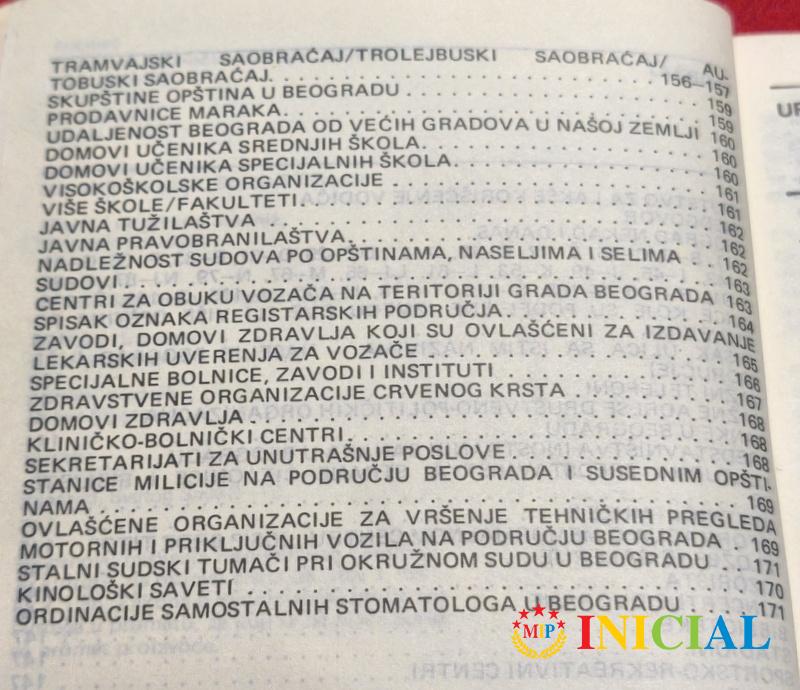 TRAMVAJSKI SAOBRAĆAJ/TROLEJBUSKI SAOBRAĆAJ/ AU-
TOBUSKI SAOBRAĆAJ. . . . . . . . . . . . . . . . . . . . . . . . 156—157
SKUPŠTINE OPŠTINA U BEOGRADU . . . . . . . . . . . . . . . . . 159
PRODAVNICE MARAKA. . . . . . . . . . . . . . . . . . . . . . . . . 159
UDALJENOST BEOGRADA OD VEĆIH GRADOVA U NAŠOJ ZEMLJI 160
DOMOVI UČENIKA SREDNJIH ŠKOLA. . . . . . . . . . . . . . . . . 160
DOMOVI UČENIKA SPECIJALNIH ŠKOLA. . . . . . . . . . . . . . . 160
VISOKOŠKOLSKE ORGANIZACIJE . . . . . . . . . . . . . . . . . . . 161
VIŠE ŠKOLE/FAKULTETI. . . . . . . . . . . . . . . . . . . . . . . . 161
JAVNA TUŽILAŠTVA . . . . . . . . . . . . . . . . . . . . . . . . . . 162
JAVNA PRAVOBRANILAŠTVA. . . . . . . . . . . . . . . . . . . . . . 162
NADLEŽNOST SUDOVA PO OPŠTINAMA, NASELJIMA I SELIMA . . 162
SUDOVI . . . . . . . . . . . . . . . . . . . . . . . . . . . . . . . . 163
CENTRI ZA OBUKU VOZAČA NA TERITORIJI GRADA BEOGRADA 163
SPISAK OZNAKA REGISTARSKIH PODRUČJA. . . . . . . . . . . . . 164
ZAVODI, DOMOVI ZDRAVLJA KOJI SU OVLAŠĆENI ZA IZDAVANJE
LEKARSKIH UVERENJA ZA VOZAČE . . . . . . . . . . . . . . . . . 165
SPECIJALNE BOLNICE, ZAVODI I INSTITUTI . . . . . . . . . . . . 166
ZDRAVSTVENE ORGANIZACIJE CRVENOG KRSTA . . . . . . . . . . 167
DOMOVI ZDRAVLJA. . . . . . . . . . . . . . . . . . . . . . . . . . . 168
KLINIČKO-BOLNIČKI CENTRI. . . . . . . . . . . . . . . . . . . . . 168
SEKRETARIJATI ZA UNUTRAŠNJE POSLOVE . . . . . . . . . . . . . 168
STANICE MILICIJE NA PODRUČJU BEOGRADA I SUSEDNIM OPŠTI-
NAMA . . . . . . . . . . . . . . . . . . . . . . . . . . . . . . . . . 169
OVLAŠĆENE ORGANIZACIJE ZA VRŠENJE TEHNIČKIH PREGLEDA
MOTORNIH I PRIKLJUČNIH VOZILA NA PODRUČJU BEOGRADA . 169
STALNI SUDSKI TUMAČI PRI OKRUŽNOM SUDU U BEOGRADU . . 171
KINOLOŠKI SAVETI . . . . . . . . . . . . . . . . . . . . . . . . . . 170
ORDINACIJE SAMOSTALNIH STOMATOLOGA U BEOGRADU . . . . 171
UR
MIP INICIAL